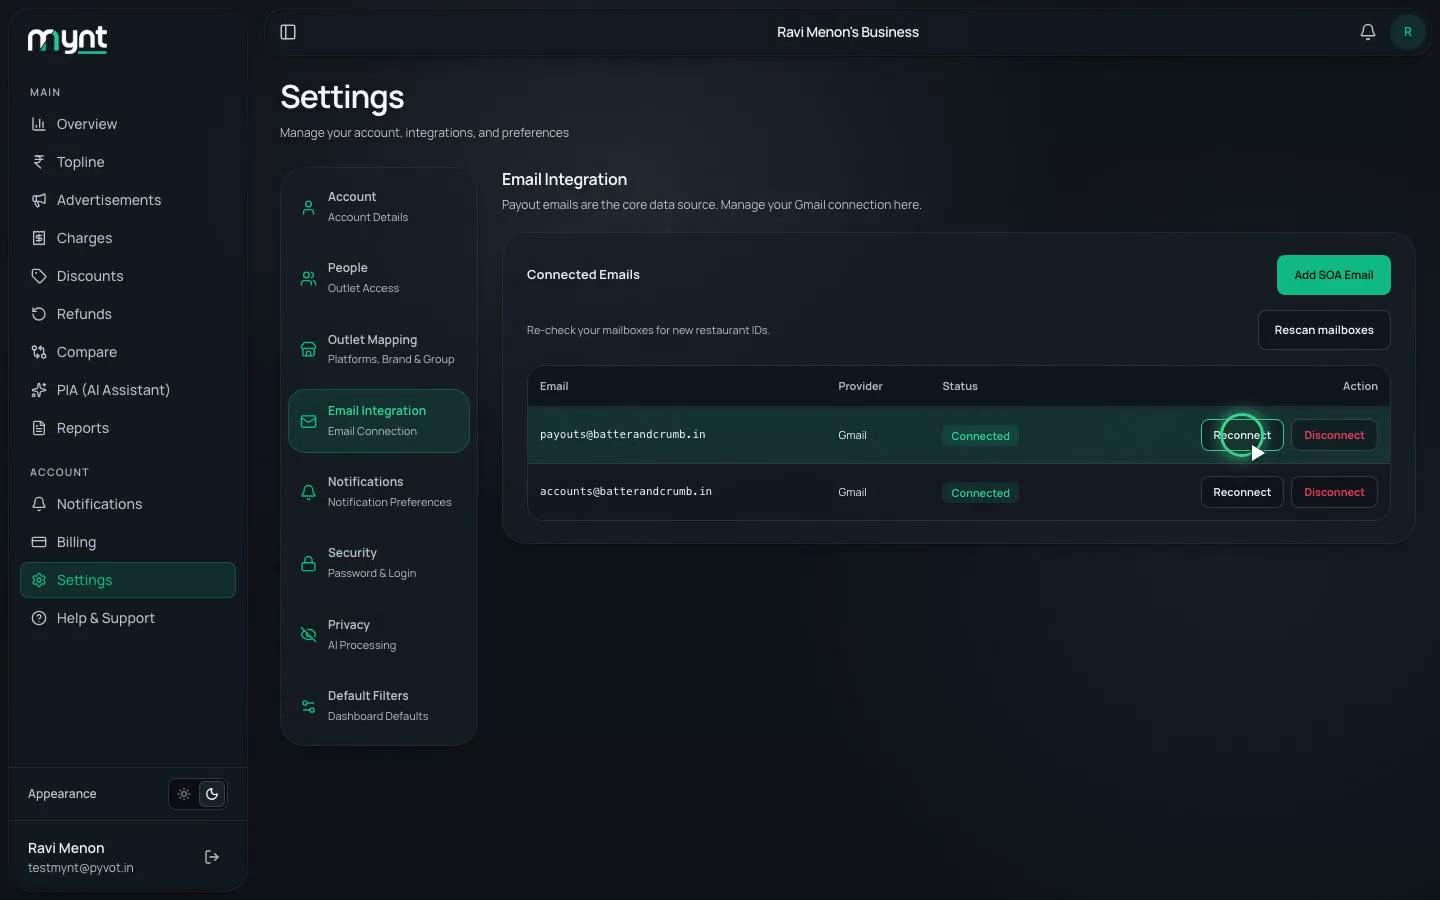 mynt
Ravi Menon's Business
R
MAIN
Overview
Topline
Advertisements
Charges
Discounts
Refunds
Compare
PIA (AI Assistant)
Reports
ACCOUNT
Notifications
Billing
Settings
Help & Support
Appearance
Ravi Menon
testmynt@pyvot.in
Settings
Manage your account, integrations, and preferences
Account
Account Details
People
Outlet Access
Outlet Mapping
Platforms, Brand & Group
Email Integration
Email Connection
Notifications
Notification Preferences
Security
Password & Login
Privacy
AI Processing
Default Filters
Dashboard Defaults
Email Integration
Payout emails are the core data source. Manage your Gmail connection here.
Connected Emails
Add SOA Email
Re-check your mailboxes for new restaurant IDs.
Rescan mailboxes
Email Provider Status Action
payouts@batterandcrumb.in Gmail Connected Reconnect Disconnect
accounts@batterandcrumb.in Gmail Connected Reconnect Disconnect